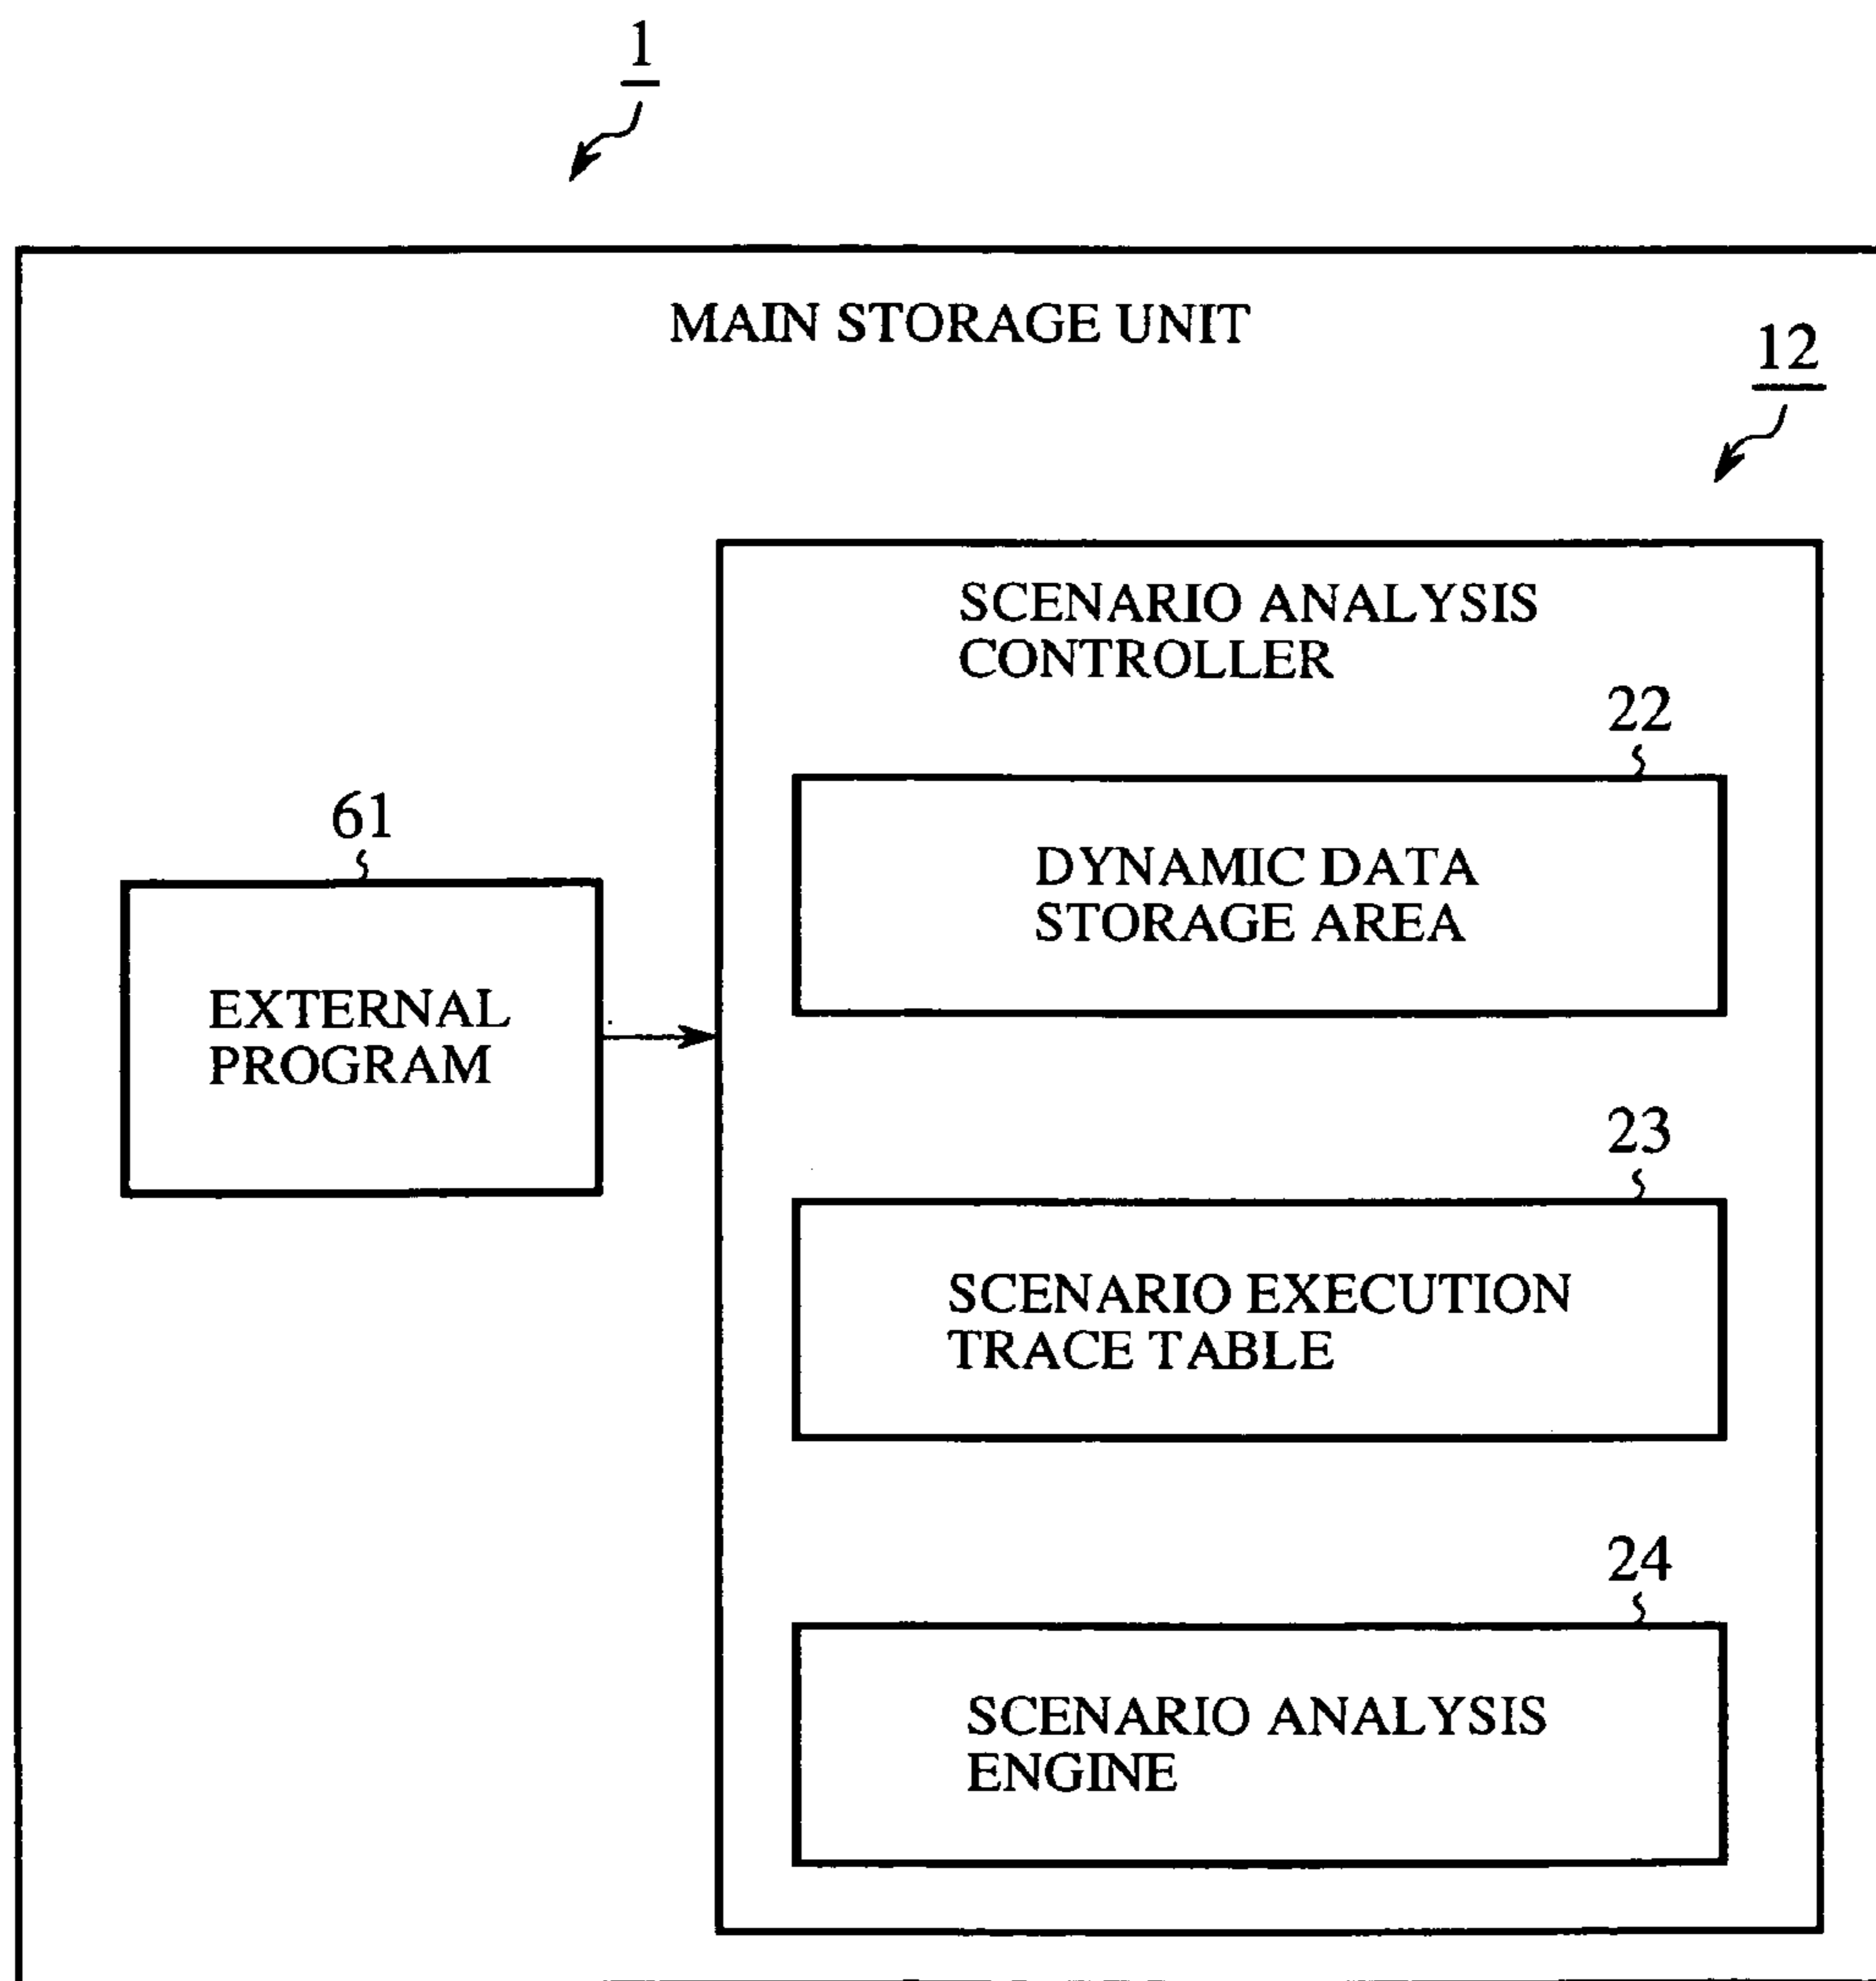 1
MAIN STORAGE UNIT
12
SCENARIO ANALYSIS
CONTROLLER
22
DYNAMIC DATA
STORAGE AREA
61
EXTERNAL
PROGRAM
23
SCENARIO EXECUTION
TRACE TABLE
24
SCENARIO ANALYSIS
ENGINE